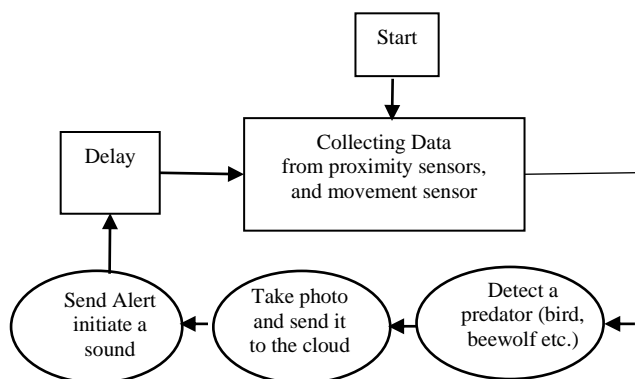 Start
Collecting Data
from proximity sensors,
and movement sensor
Delay
Detect a
predator (bird,
beewolf etc.)
Take photo
and send it
to the cloud
Send Alert
initiate a
sound